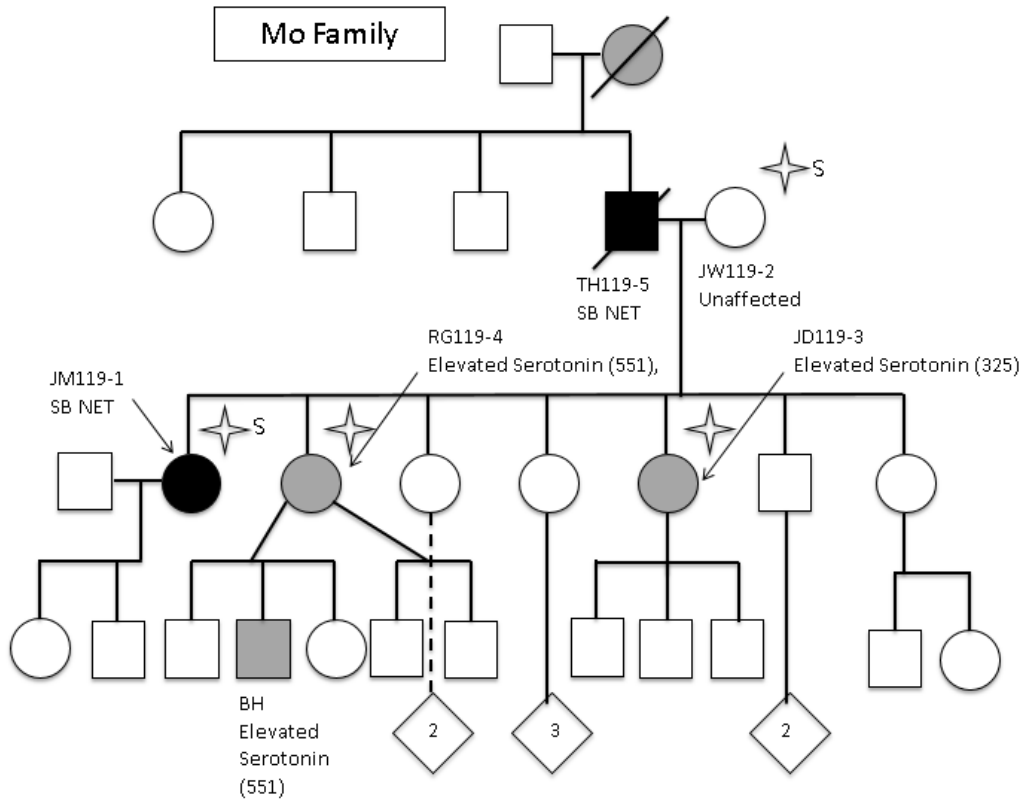 Mo Family
S
TH119-5
SB NET
JW119-2
Unaffected
RG119-4
Elevated Serotonin (551),
JD119-3
Elevated Serotonin (325)
JM119-1
SB NET
S
BH
Elevated
Serotonin
(551)
2
3
2